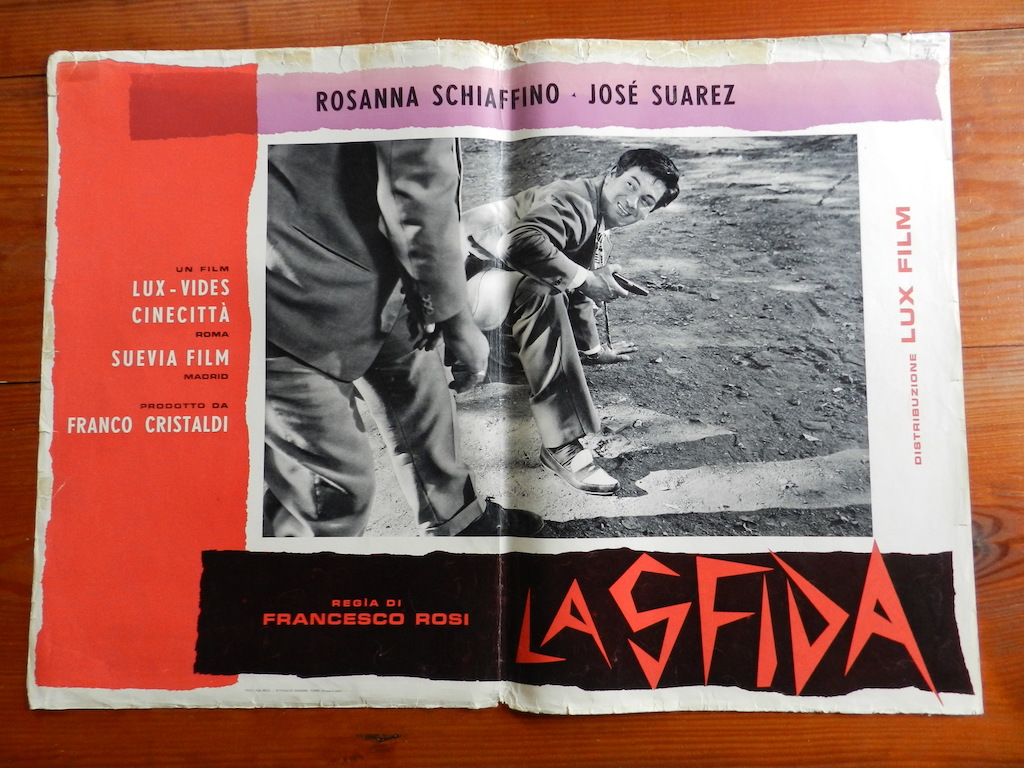 ROSANNA SCHIAFFINO - JOSÉ SUAREZ
UN FILM
LUX-VIDES
CINECITTÀ
ROMA
SUEVIA FILM
MADRID
PRODOTTO DA
FRANCO CRISTALDI
DISTRIBUZIONE LUX FILM
REGÌA DI
FRANCESCO ROSI
LA SFIDA